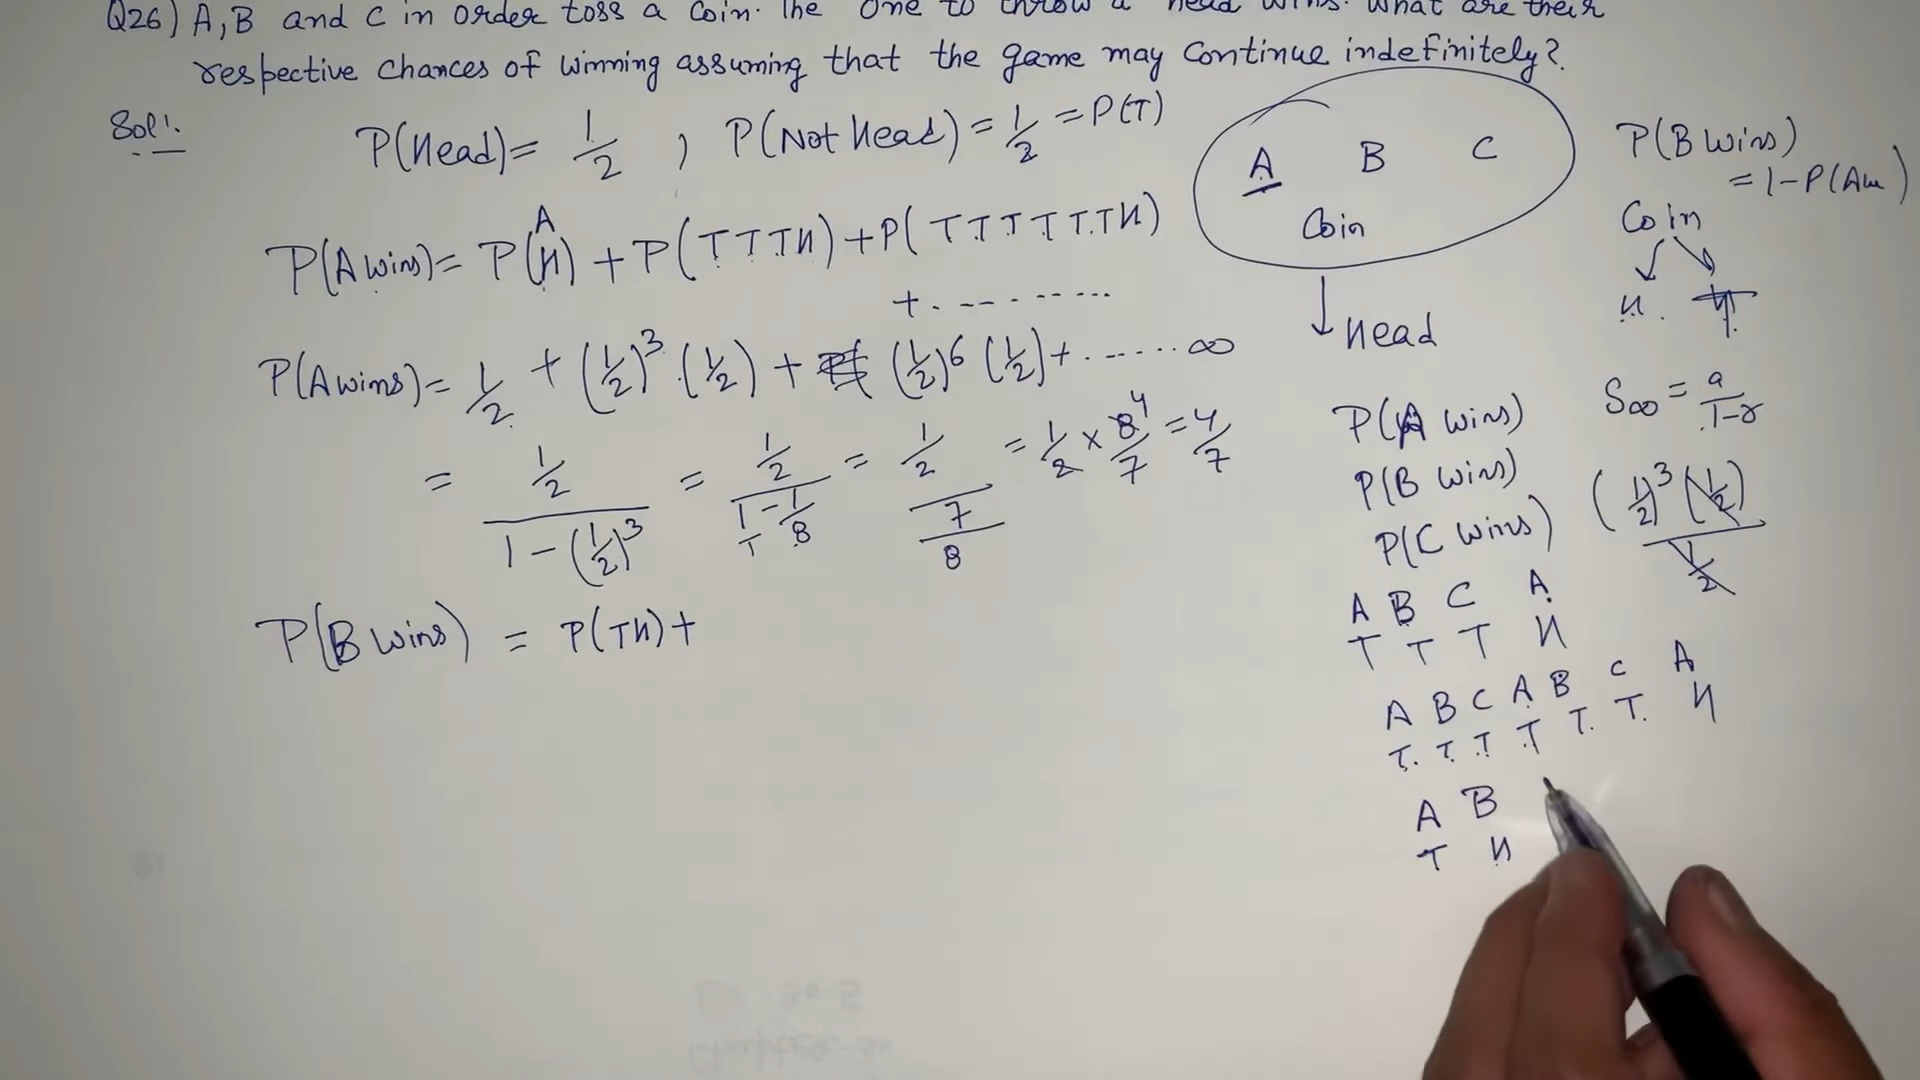 Q26) A, B and C in order toss a coin. The one to throw a head wins. What are their
respective chances of winning assuming that the game may continue indefinitely?
Sol'.
P(Head) = 1/2 , P(Not head) = 1/2 = P(T)
A B C
Coin
↓ head
P(B wins)
= 1 - P(Aw)
Coin
H. T.
A
P(A wins) = P(H) + P(TTTH) + P(TTTTTTH)
+ . - - . - - - - ..
P(A wins) = 1/2 + (1/2)^3 . (1/2) + (1/2)^6 (1/2) + . ..... ∞
= (1/2)/(1-(1/2)^3) = (1/2)/(1-1/8) = (1/2)/(7/8) = 1/2 × 8/7 4 = 4/7
P(B wins) = P(TH) +
P(A wins)
P(B wins)
P(C wins)
S∞ = a/(1-r)
(1/2)^3 (1/2)
1/2
A B C A
T T T H
A B C A B C A
T. T. T T T. T. H
A B
T H